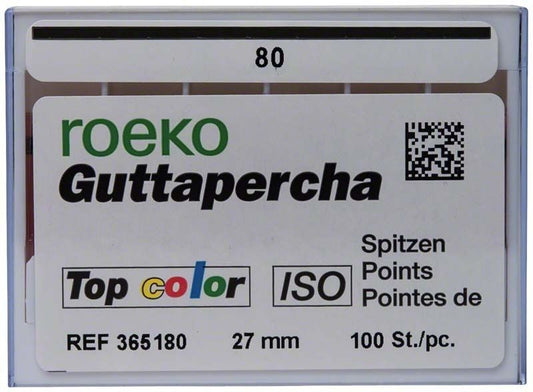 80
roeko
Guttapercha
Top color
ISO
Spitzen
Points
Pointes de
REF 365180 27 mm 100 St./pc.